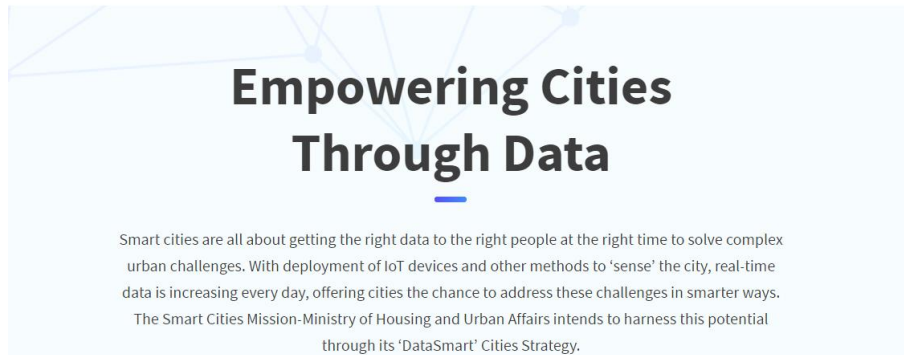 Empowering Cities
Through Data
Smart cities are all about getting the right data to the right people at the right time to solve complex
urban challenges. With deployment of IoT devices and other methods to ‘sense’ the city, real-time
data is increasing every day, offering cities the chance to address these challenges in smarter ways.
The Smart Cities Mission-Ministry of Housing and Urban Affairs intends to harness this potential
through its ‘DataSmart’ Cities Strategy.